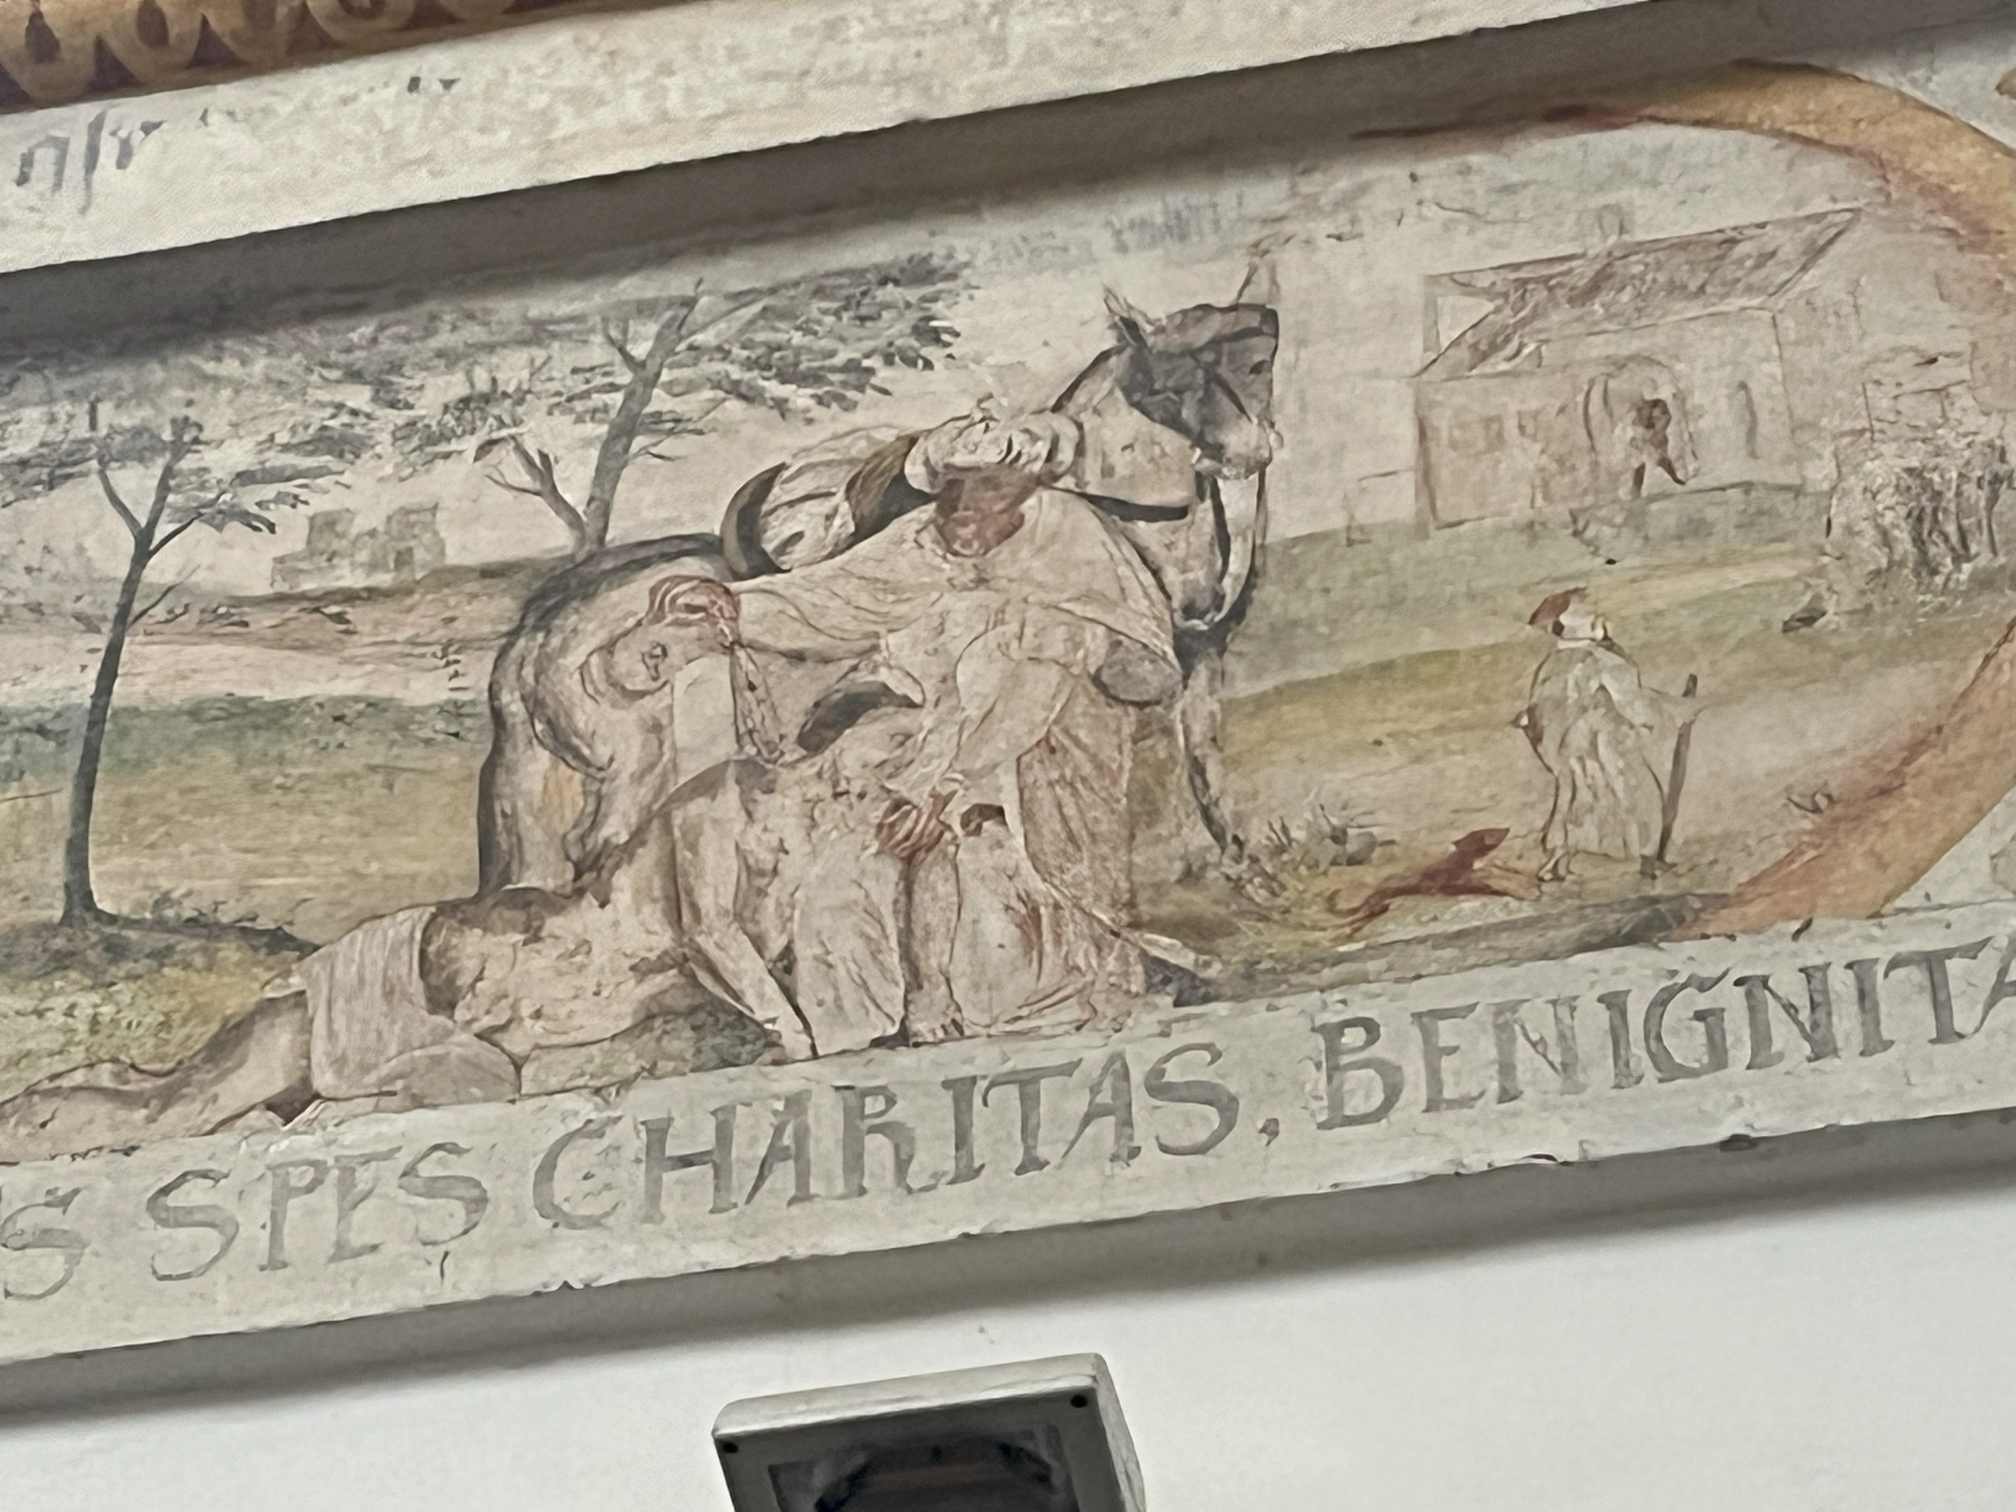 S SPES CHARITAS, BENIGNITA